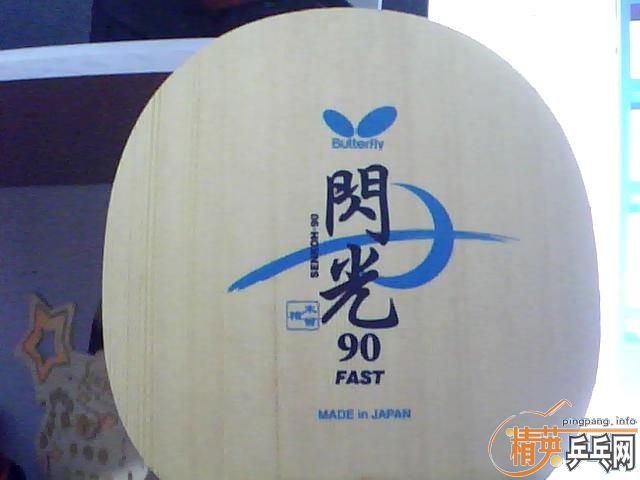 Butterfly
閃光
SENKOH-90
90
FAST
MADE in JAPAN
pingpang.info
精英乒乓网